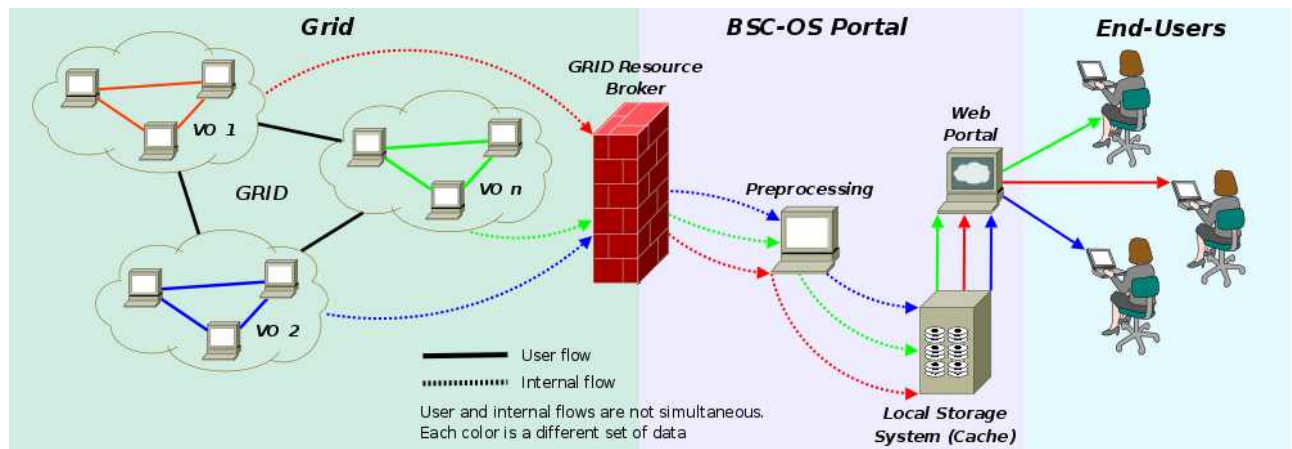 Grid
BSC-OS Portal
End-Users
GRID Resource
Broker
VO 1
VO n
GRID
VO 2
Preprocessing
Web
Portal
Local Storage
System (Cache)
User flow
Internal flow
User and internal flows are not simultaneous.
Each color is a different set of data